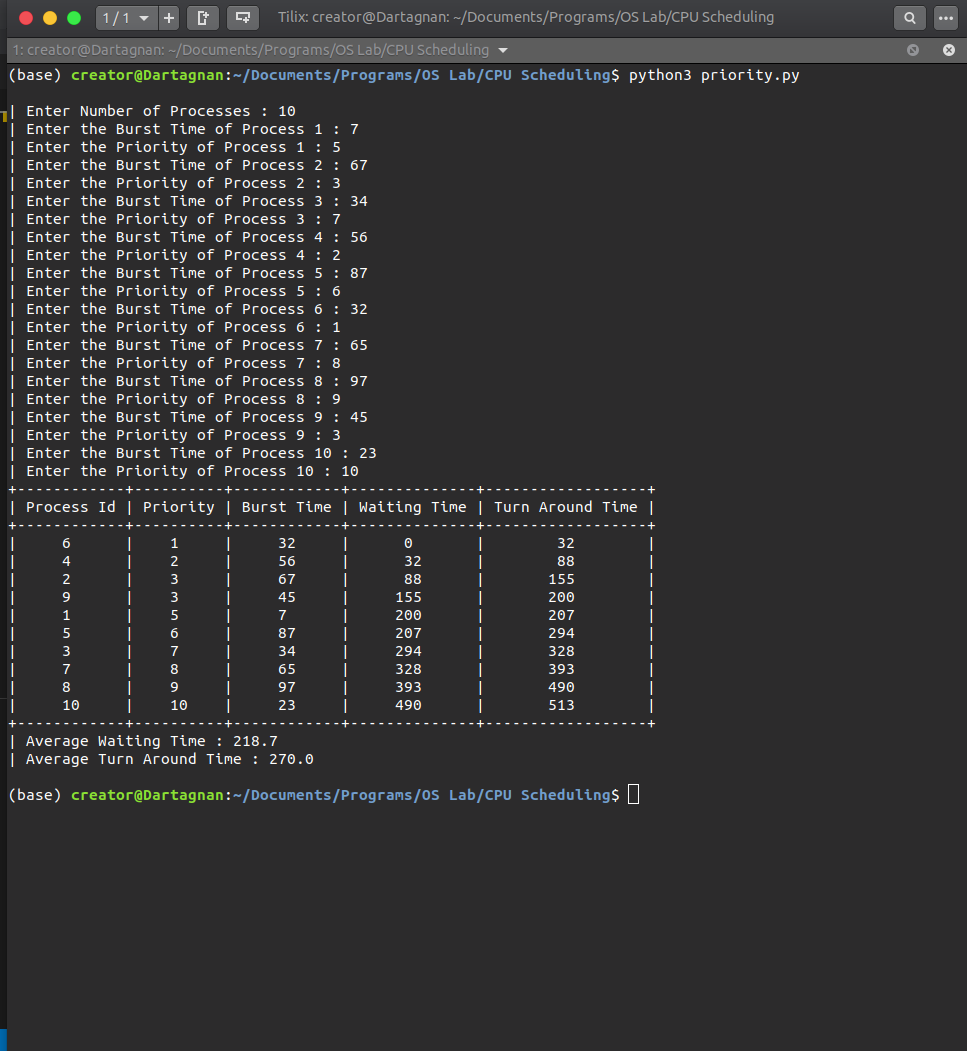 1 / 1 Tilix: creator@Dartagnan: ~/Documents/Programs/OS Lab/CPU Scheduling
1: creator@Dartagnan: ~/Documents/Programs/OS Lab/CPU Scheduling
(base) creator@Dartagnan:~/Documents/Programs/OS Lab/CPU Scheduling$ python3 priority.py
| Enter Number of Processes : 10
| Enter the Burst Time of Process 1 : 7
| Enter the Priority of Process 1 : 5
| Enter the Burst Time of Process 2 : 67
| Enter the Priority of Process 2 : 3
| Enter the Burst Time of Process 3 : 34
| Enter the Priority of Process 3 : 7
| Enter the Burst Time of Process 4 : 56
| Enter the Priority of Process 4 : 2
| Enter the Burst Time of Process 5 : 87
| Enter the Priority of Process 5 : 6
| Enter the Burst Time of Process 6 : 32
| Enter the Priority of Process 6 : 1
| Enter the Burst Time of Process 7 : 65
| Enter the Priority of Process 7 : 8
| Enter the Burst Time of Process 8 : 97
| Enter the Priority of Process 8 : 9
| Enter the Burst Time of Process 9 : 45
| Enter the Priority of Process 9 : 3
| Enter the Burst Time of Process 10 : 23
| Enter the Priority of Process 10 : 10
+------------+----------+------------+--------------+------------------+
| Process Id | Priority | Burst Time | Waiting Time | Turn Around Time |
+------------+----------+------------+--------------+------------------+
|     6      |    1     |     32     |      0       |        32        |
|     4      |    2     |     56     |      32      |        88        |
|     2      |    3     |     67     |      88      |       155        |
|     9      |    3     |     45     |     155      |       200        |
|     1      |    5     |     7      |     200      |       207        |
|     5      |    6     |     87     |     207      |       294        |
|     3      |    7     |     34     |     294      |       328        |
|     7      |    8     |     65     |     328      |       393        |
|     8      |    9     |     97     |     393      |       490        |
|     10     |    10    |     23     |     490      |       513        |
+------------+----------+------------+--------------+------------------+
| Average Waiting Time : 218.7
| Average Turn Around Time : 270.0
(base) creator@Dartagnan:~/Documents/Programs/OS Lab/CPU Scheduling$